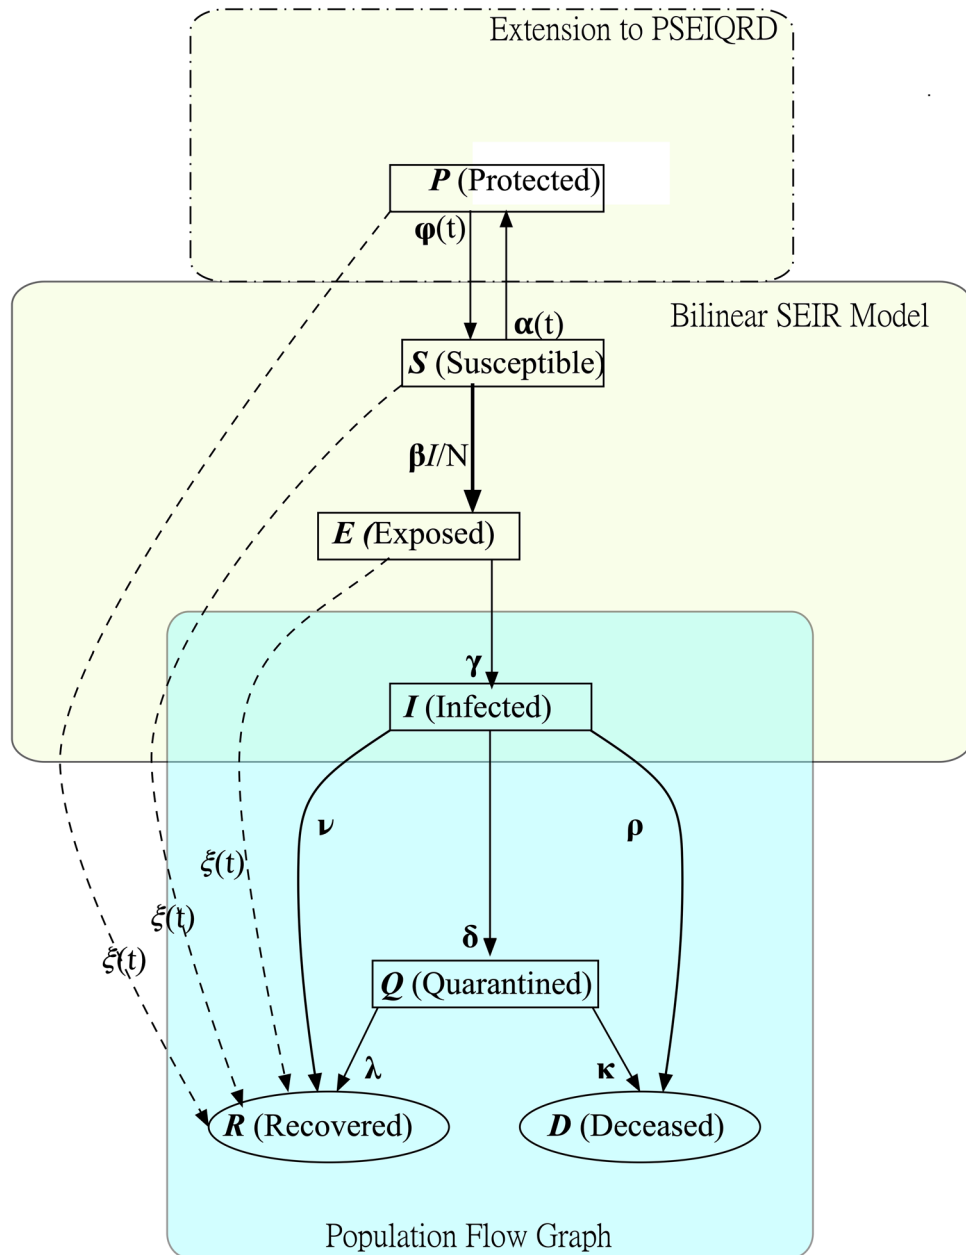 Extension to PSEIQRD
P (Protected)
φ(t)
α(t)
Bilinear SEIR Model
S (Susceptible)
βI/N
E (Exposed)
γ
I (Infected)
ν
ρ
ξ(t)
ξ(t)
ξ(t)
δ
Q (Quarantined)
λ
κ
R (Recovered)
D (Deceased)
Population Flow Graph